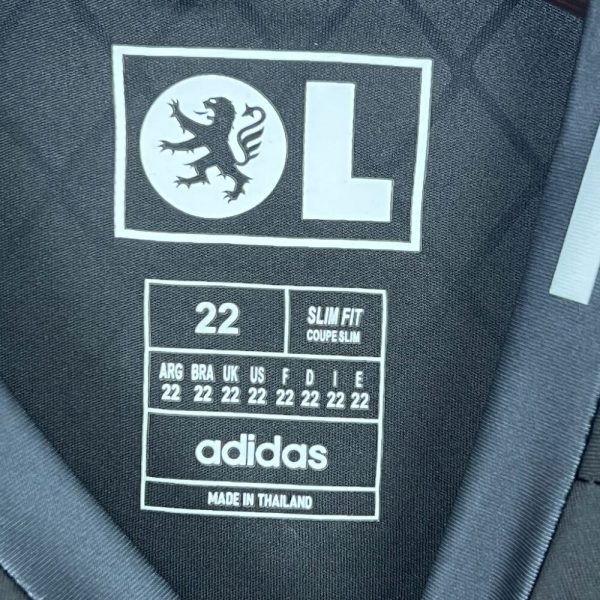 OL
22
SLIM FIT
COUPE SLIM
ARG BRA UK US F D I E
22 22 22 22 22 22 22 22
adidas
MADE IN THAILAND